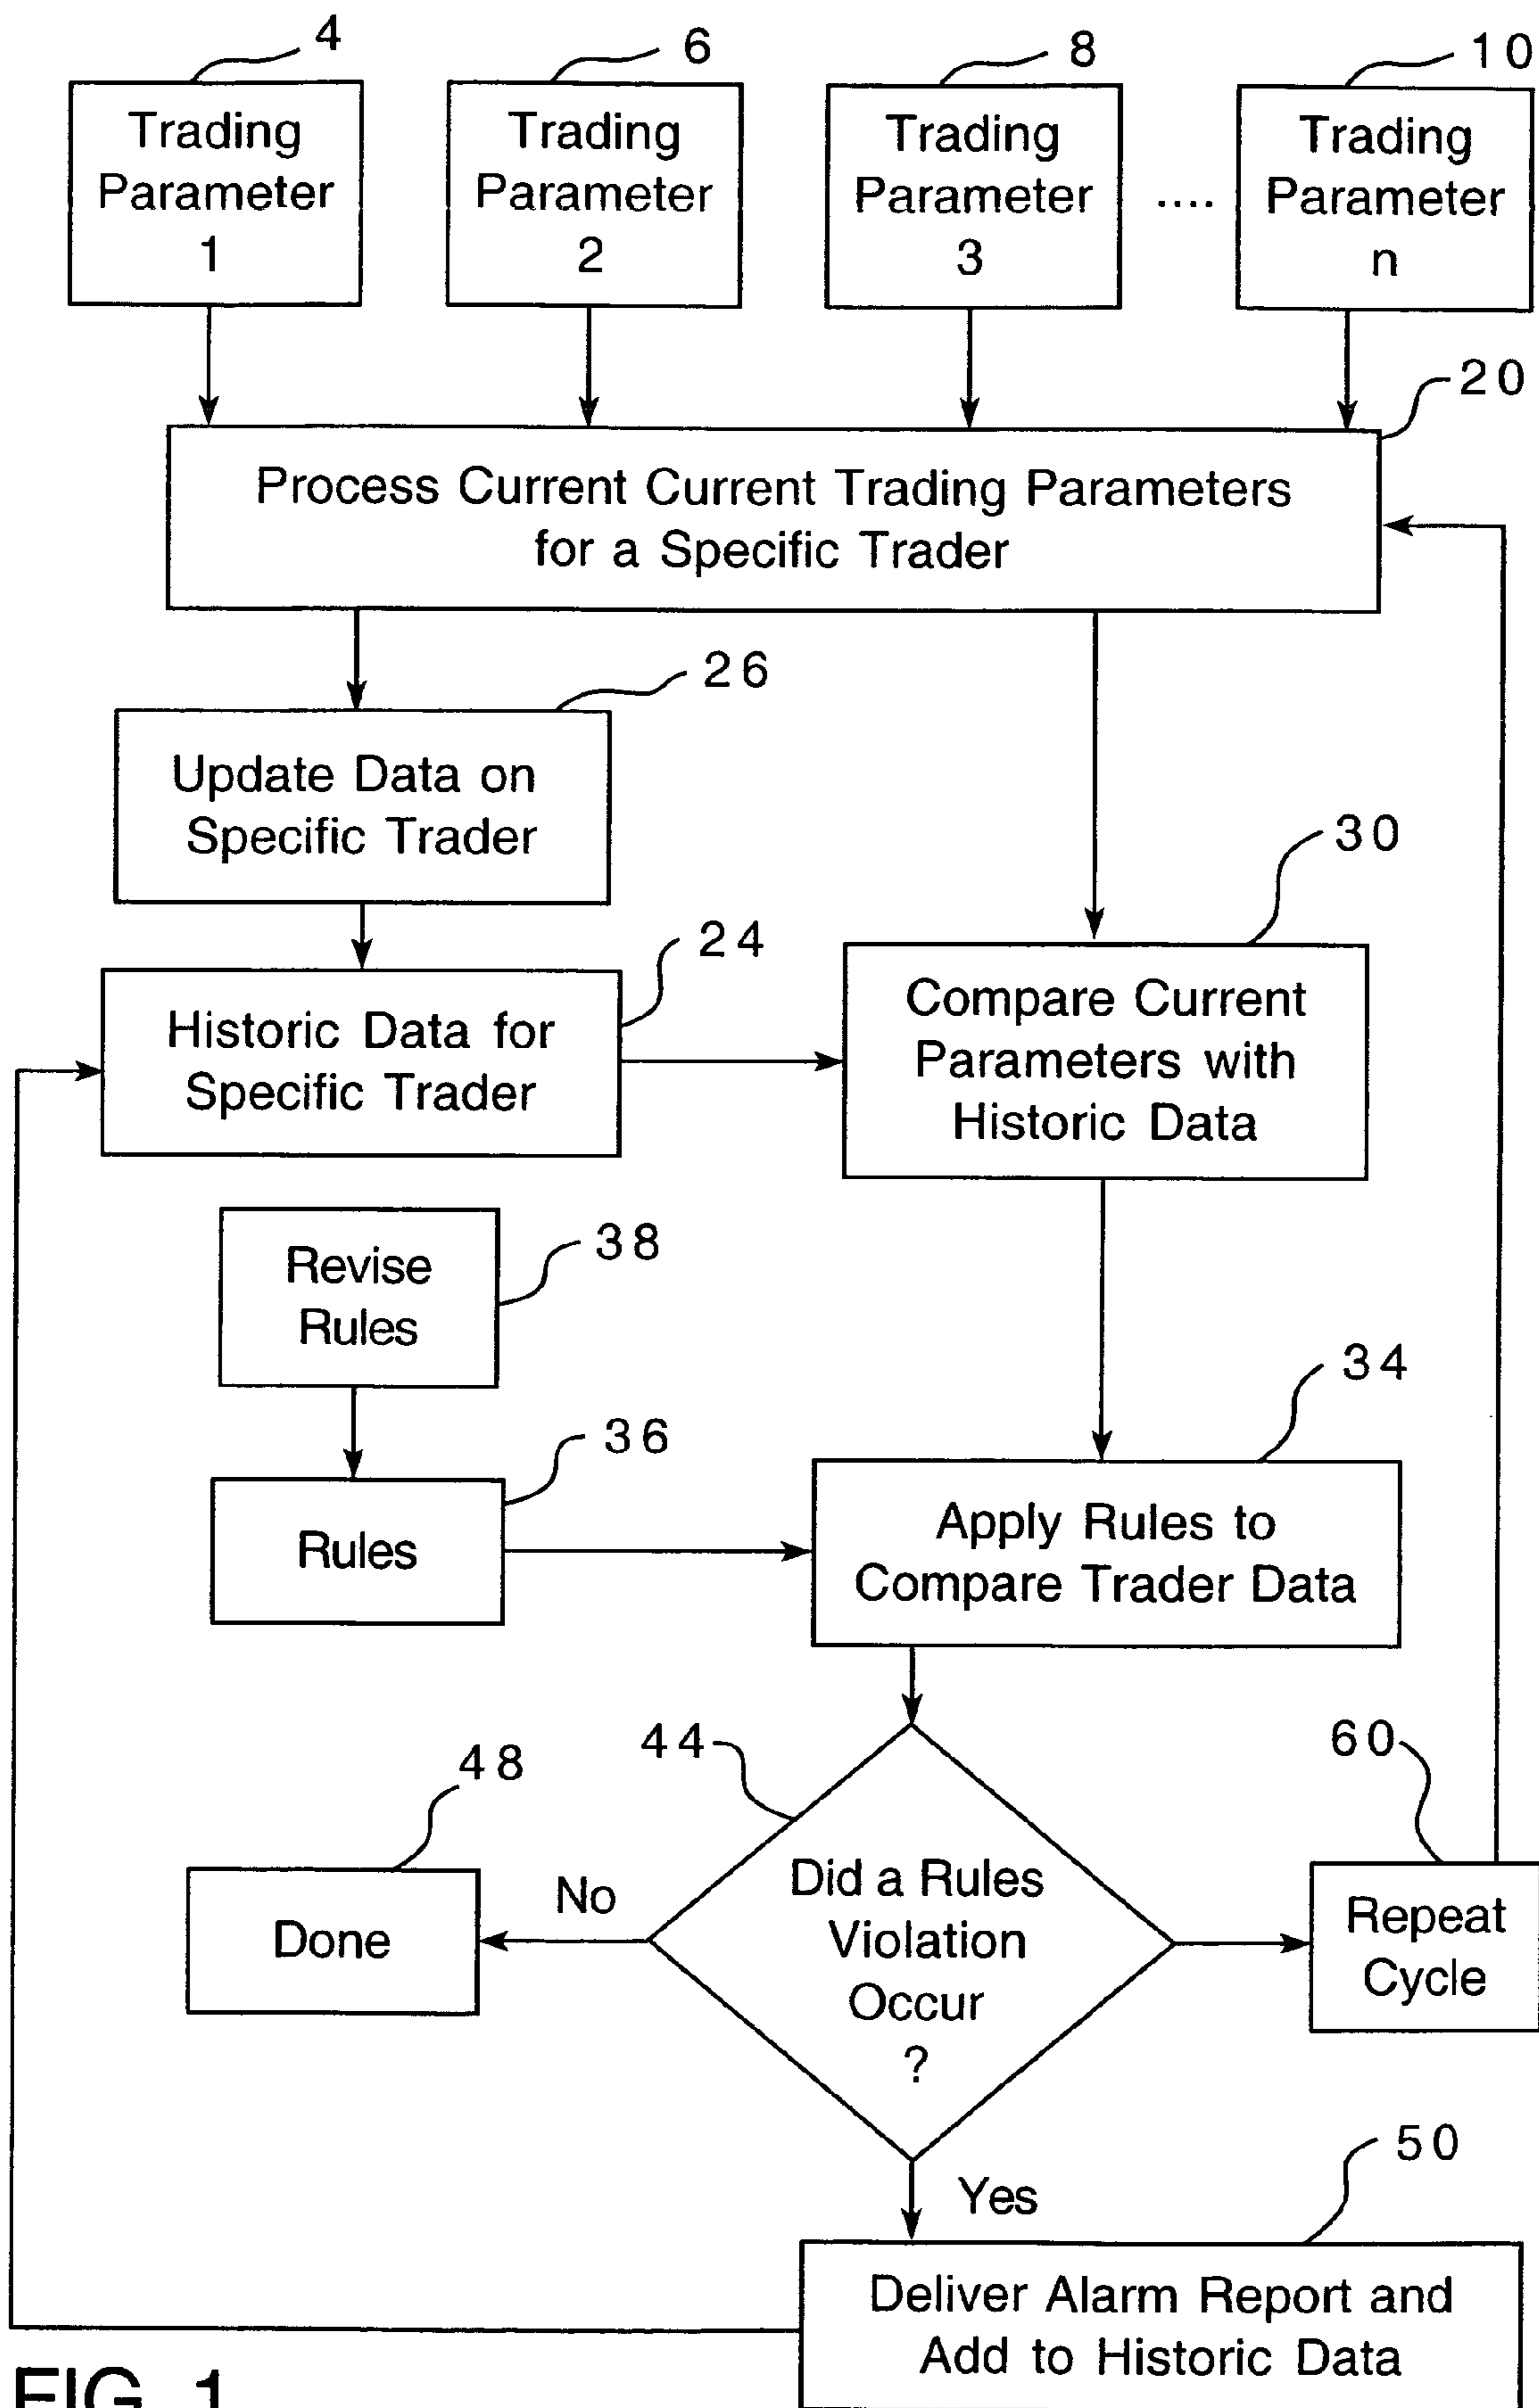 4
6
8
10
Trading
Parameter
1
Trading
Parameter
2
Trading
Parameter
3
....
Trading
Parameter
n
20
Process Current Current Trading Parameters
for a Specific Trader
26
Update Data on
Specific Trader
30
24
Historic Data for
Specific Trader
Compare Current
Parameters with
Historic Data
38
Revise
Rules
34
36
Rules
Apply Rules to
Compare Trader Data
44
60
48
No
Done
Did a Rules
Violation
Occur
?
Repeat
Cycle
50
Yes
Deliver Alarm Report and
Add to Historic Data
FIG. 1